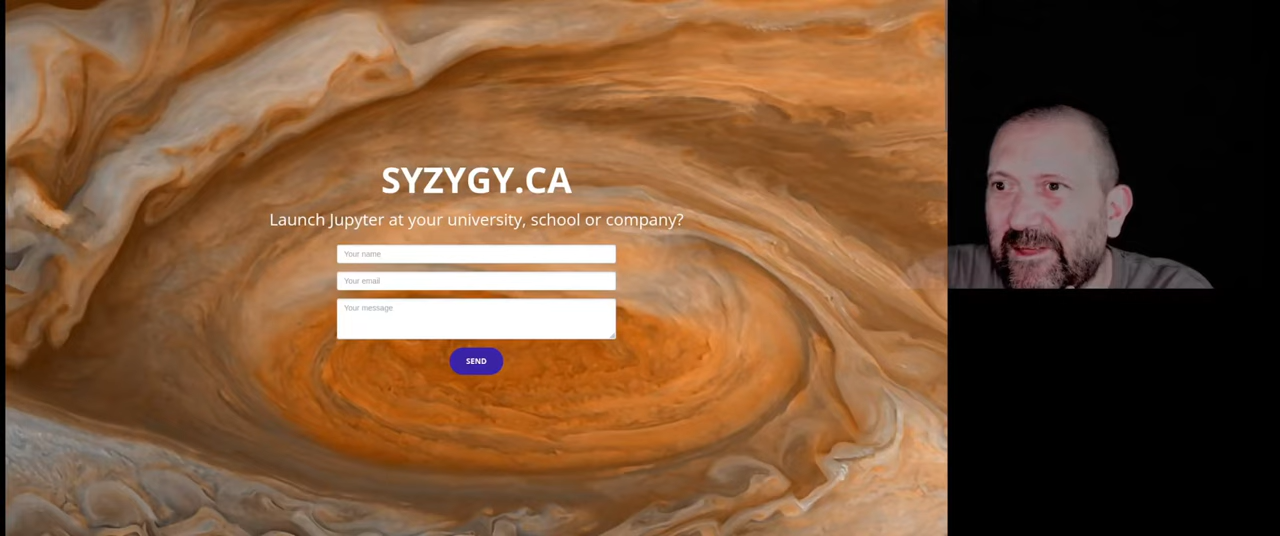 SYZYGY.CA
Launch Jupyter at your university, school or company?
Your name
Your email
Your message
SEND